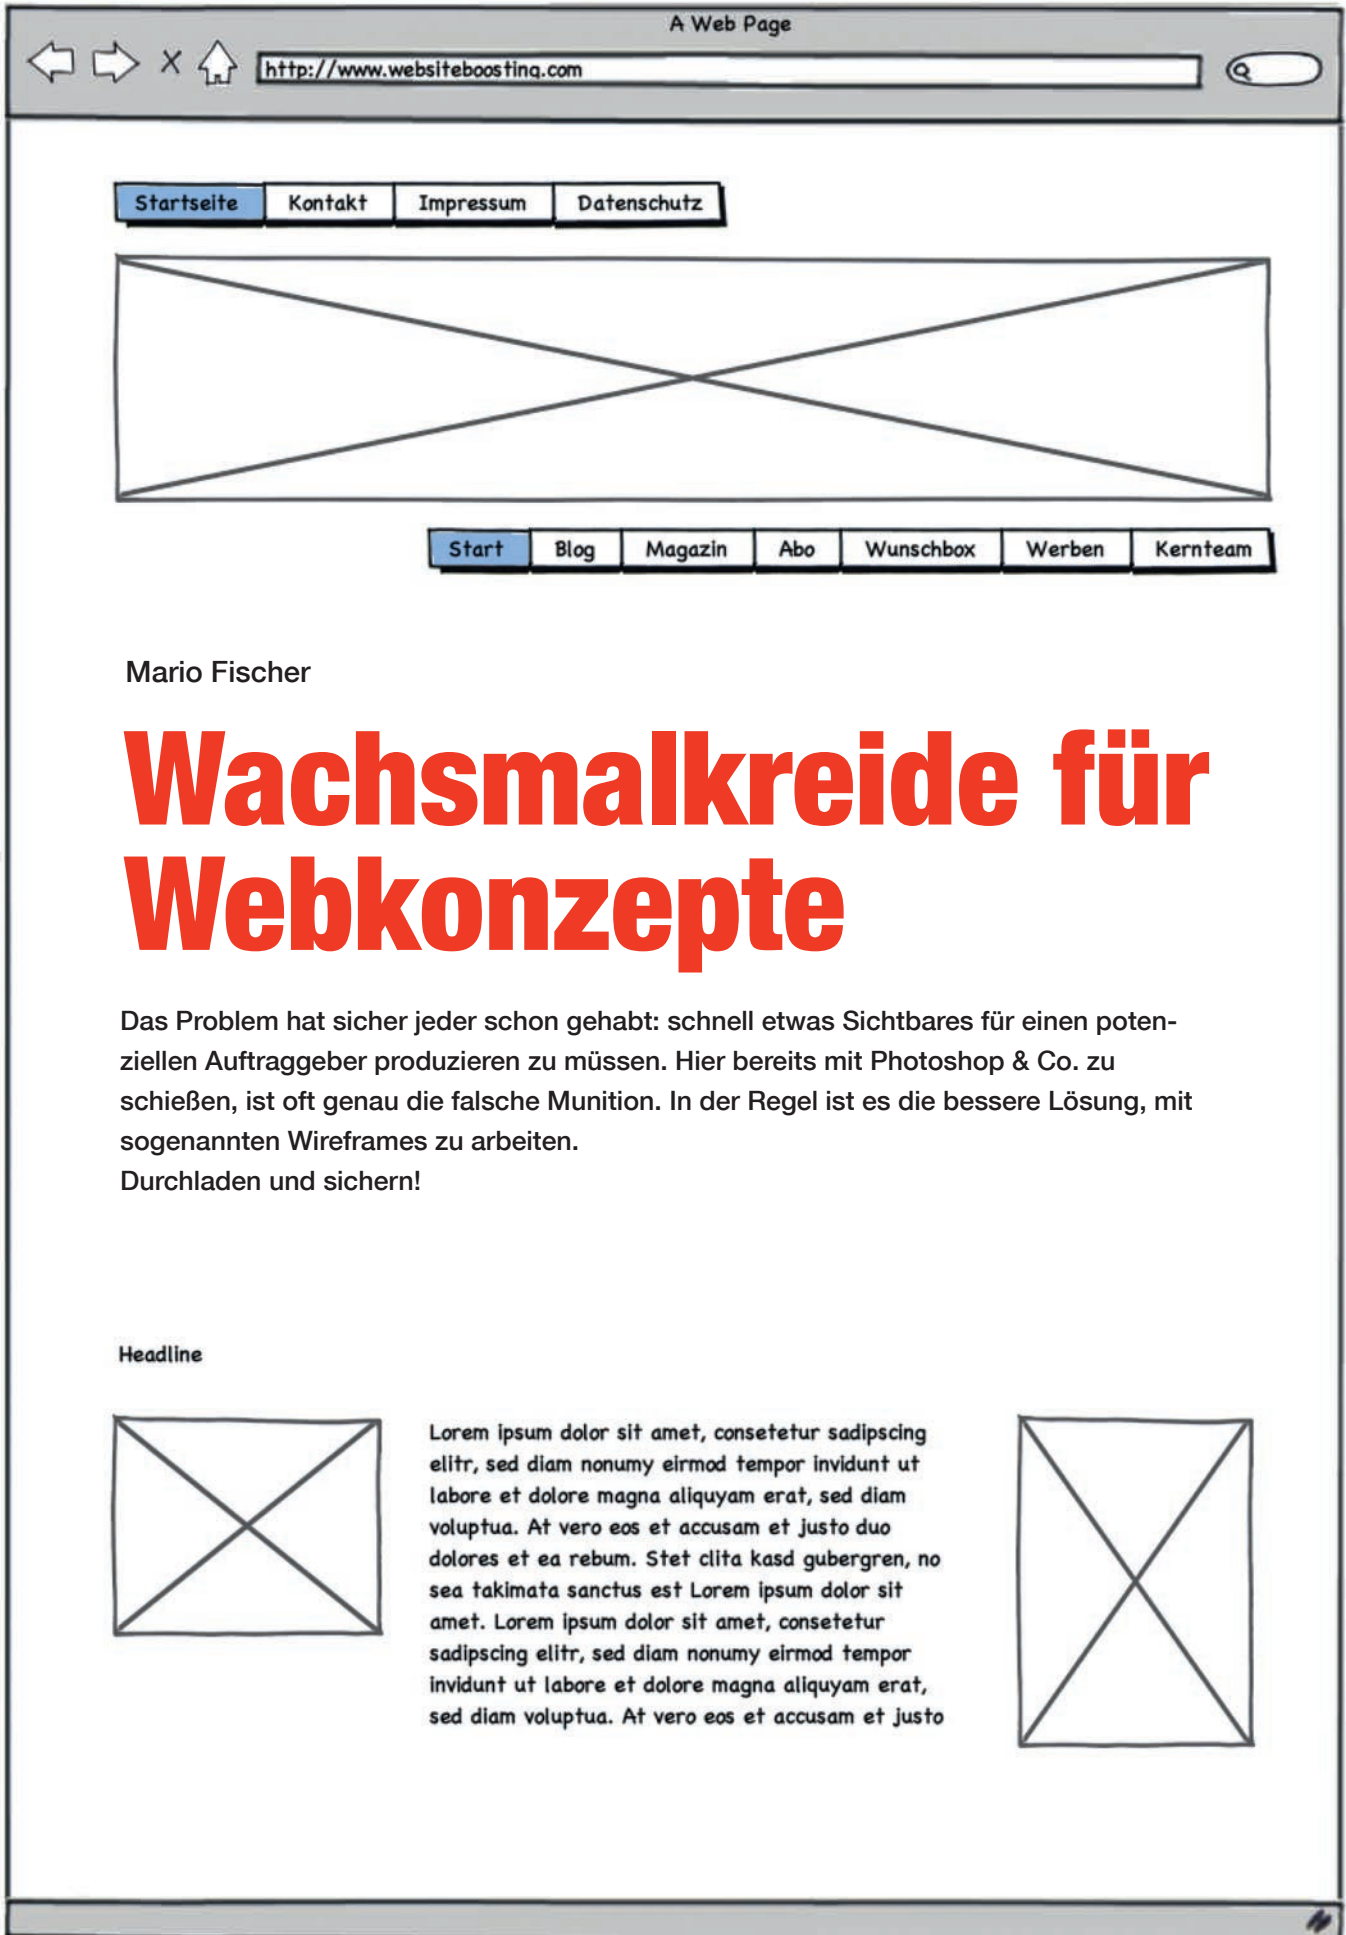 A Web Page
http://www.websiteboosting.com
Startseite Kontakt Impressum Datenschutz
Start Blog Magazin Abo Wunschbox Werben Kernteam
Mario Fischer
Wachsmalkreide für
Webkonzepte
Das Problem hat sicher jeder schon gehabt: schnell etwas Sichtbares für einen poten-
ziellen Auftraggeber produzieren zu müssen. Hier bereits mit Photoshop & Co. zu
schießen, ist oft genau die falsche Munition. In der Regel ist es die bessere Lösung, mit
sogenannten Wireframes zu arbeiten.
Durchladen und sichern!
Headline
Lorem ipsum dolor sit amet, consetetur sadipscing
elitr, sed diam nonumy eirmod tempor invidunt ut
labore et dolore magna aliquyam erat, sed diam
voluptua. At vero eos et accusam et justo duo
dolores et ea rebum. Stet clita kasd gubergren, no
sea takimata sanctus est Lorem ipsum dolor sit
amet. Lorem ipsum dolor sit amet, consetetur
sadipscing elitr, sed diam nonumy eirmod tempor
invidunt ut labore et dolore magna aliquyam erat,
sed diam voluptua. At vero eos et accusam et justo